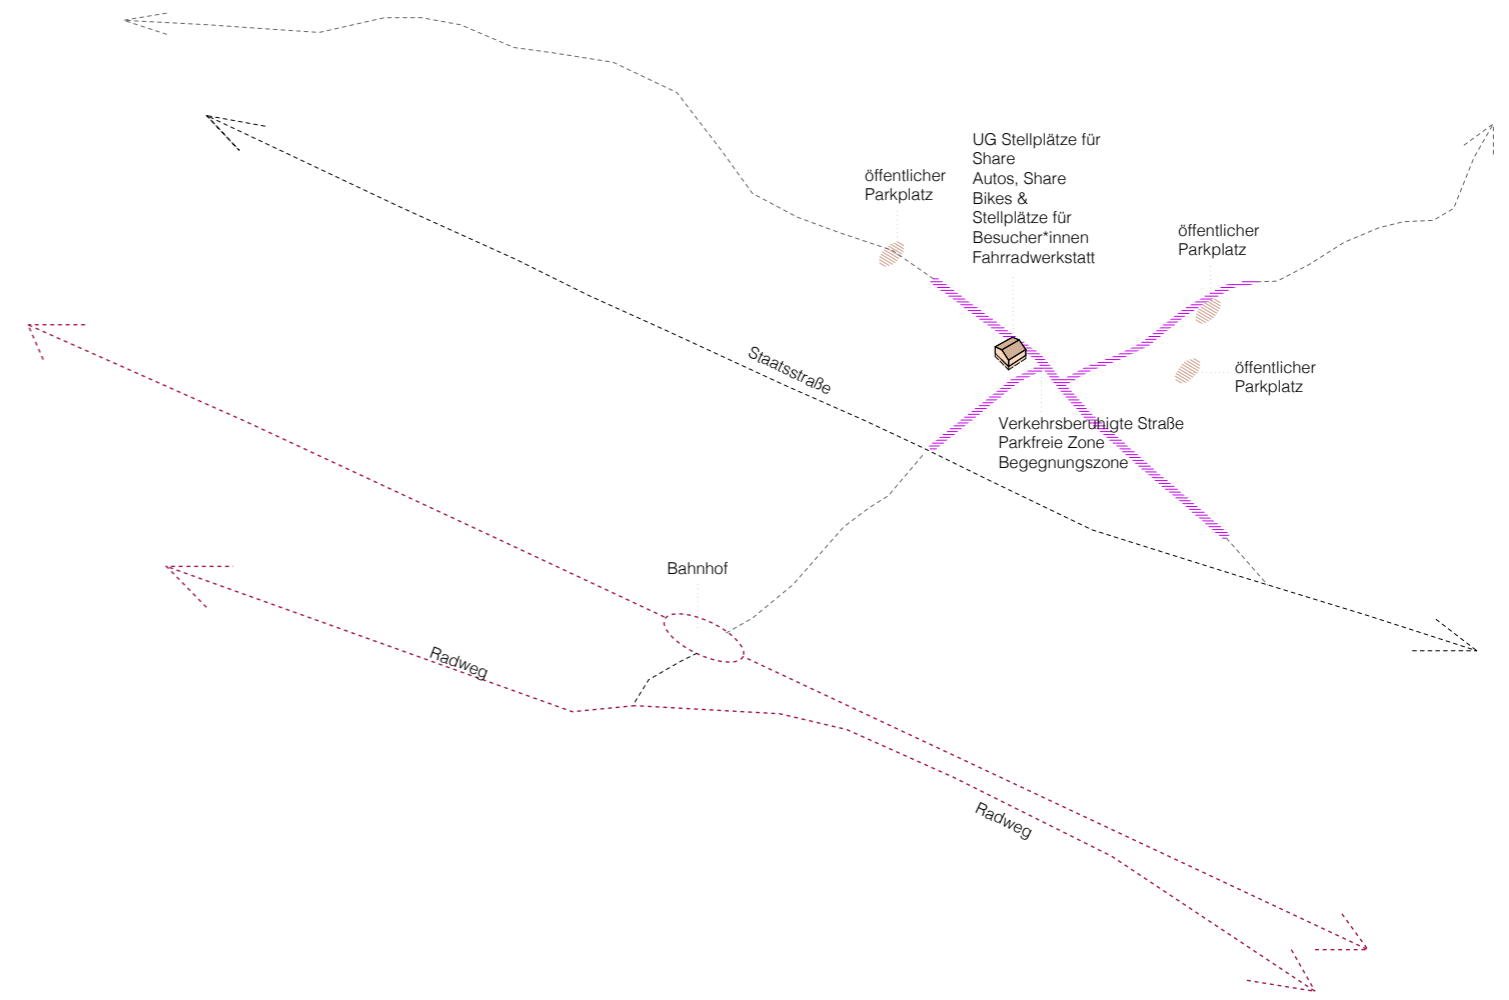 UG Stellplätze für
Share
Autos, Share
Bikes &
Stellplätze für
Besucher*innen
Fahrradwerkstatt
öffentlicher
Parkplatz
öffentlicher
Parkplatz
Staatsstraße
öffentlicher
Parkplatz
Verkehrsberuhigte Straße
Parkfreie Zone
Begegnungszone
Bahnhof
Radweg
Radweg